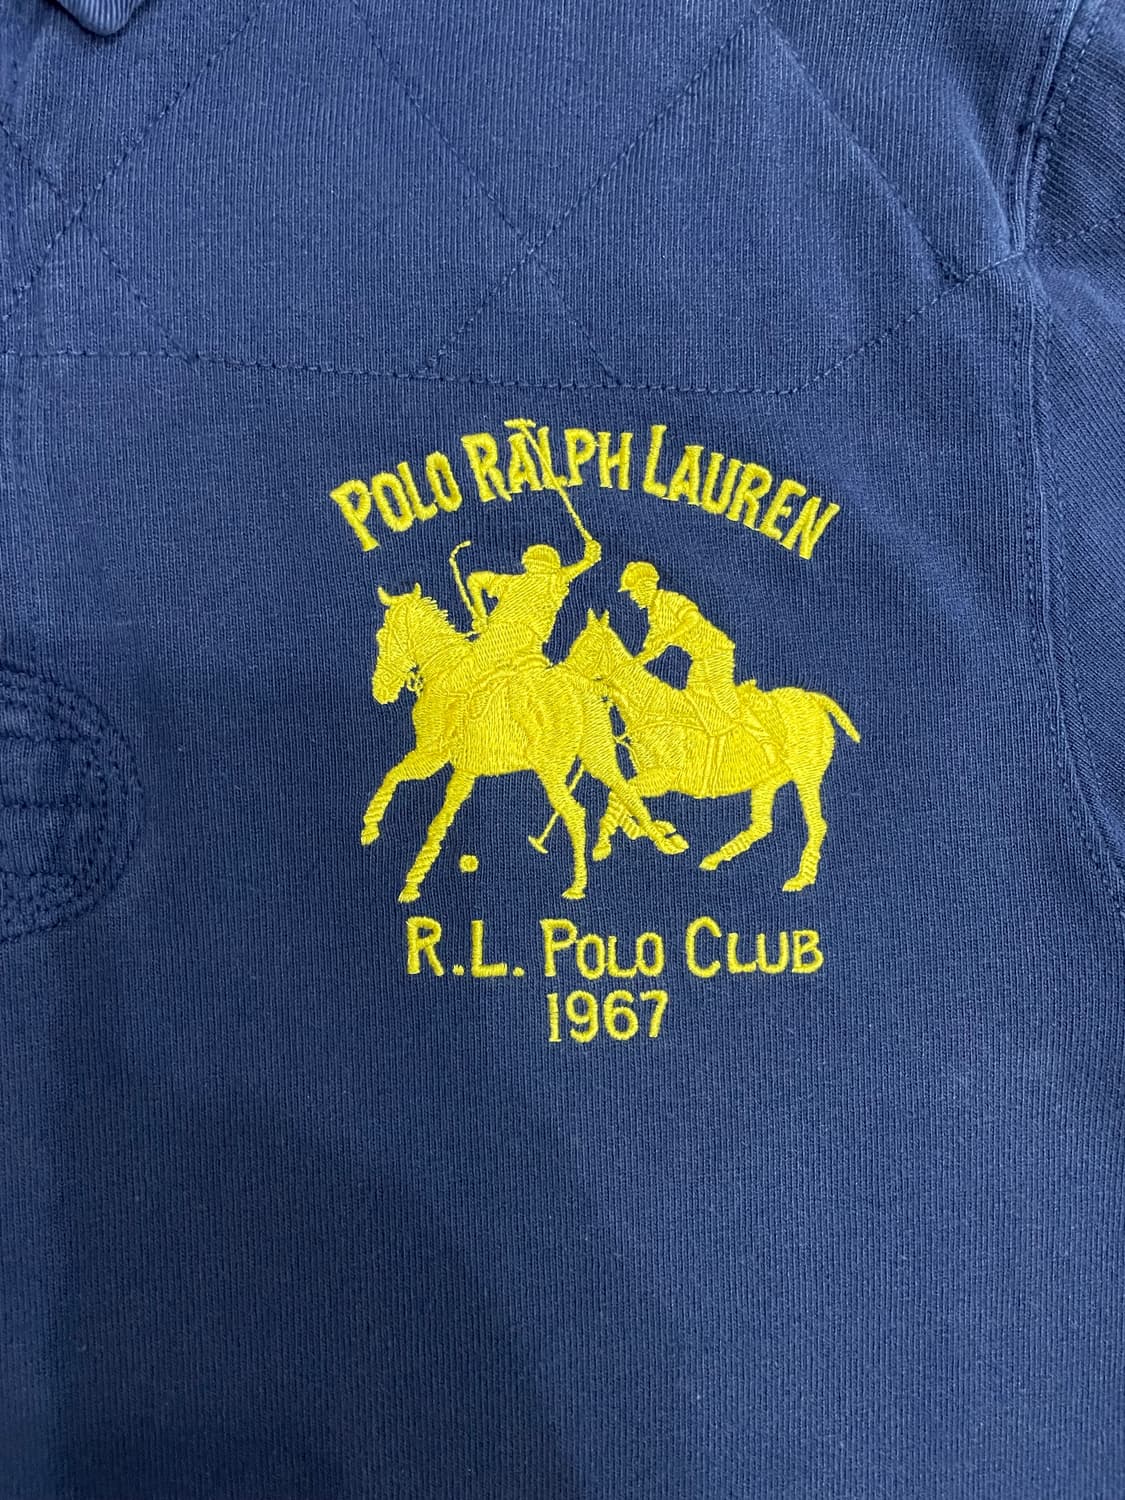 POLO RALPH LAUREN
R.L. POLO CLUB
1967